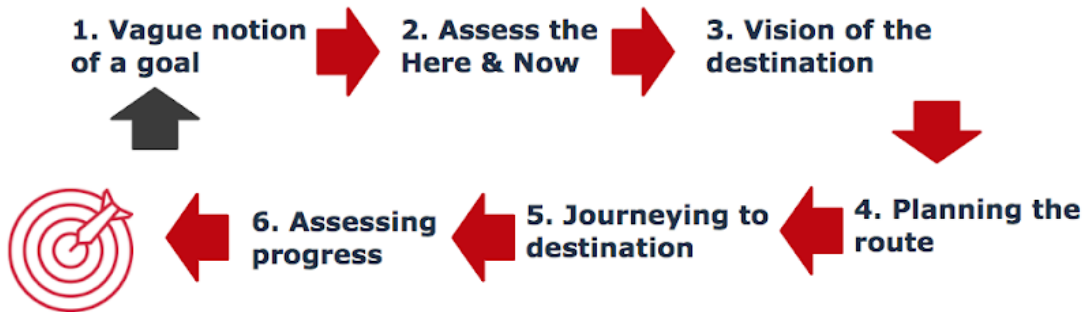 1. Vague notion
of a goal
2. Assess the
Here & Now
3. Vision of the
destination
4. Planning the
route
5. Journeying to
destination
6. Assessing
progress